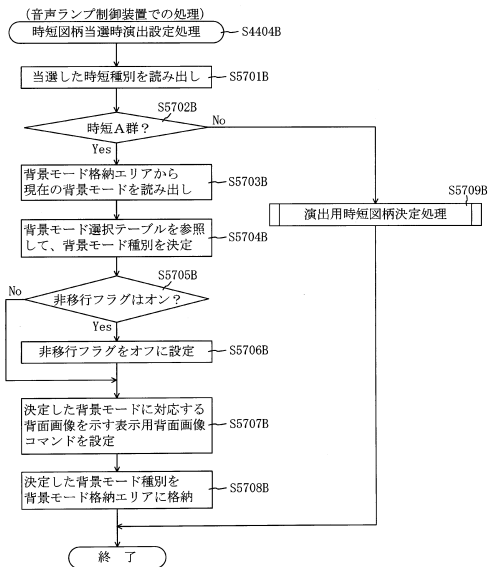 (音声ランプ制御装置での処理)
時短図柄当選時演出設定処理
S4404B
当選した時短種別を読み出し
S5701B
S5702B
時短A群?
No
Yes
背景モード格納エリアから
現在の背景モードを読み出し
S5703B
S5709B
演出用時短図柄決定処理
背景モード選択テーブルを参照
して、背景モード種別を決定
S5704B
S5705B
No
非移行フラグはオン?
Yes
非移行フラグをオフに設定
S5706B
決定した背景モードに対応する
背面画像を示す表示用背面画像
コマンドを設定
S5707B
決定した背景モード種別を
背景モード格納エリアに格納
S5708B
終 了